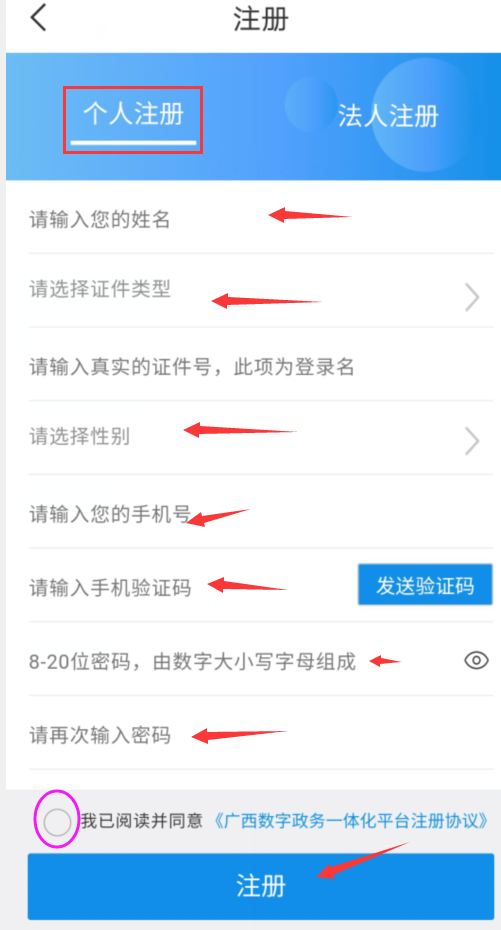 注册
个人注册
法人注册
请输入您的姓名
请选择证件类型
请输入真实的证件号，此项为登录名
请选择性别
请输入您的手机号
请输入手机验证码
发送验证码
8-20位密码，由数字大小写字母组成
请再次输入密码
我已阅读并同意《广西数字政务一体化平台注册协议》
注册